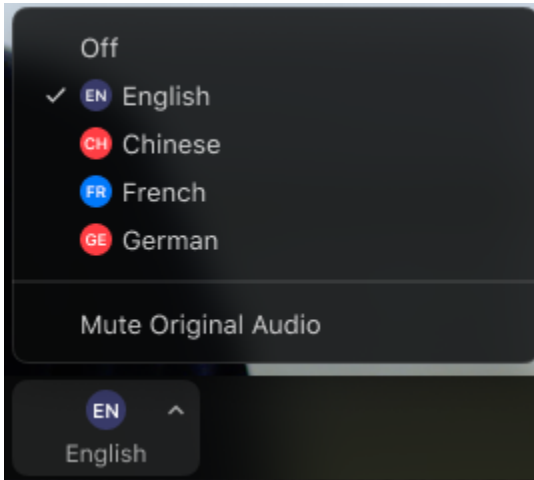 Off
EN English
CH Chinese
FR French
GE German
Mute Original Audio
EN
English